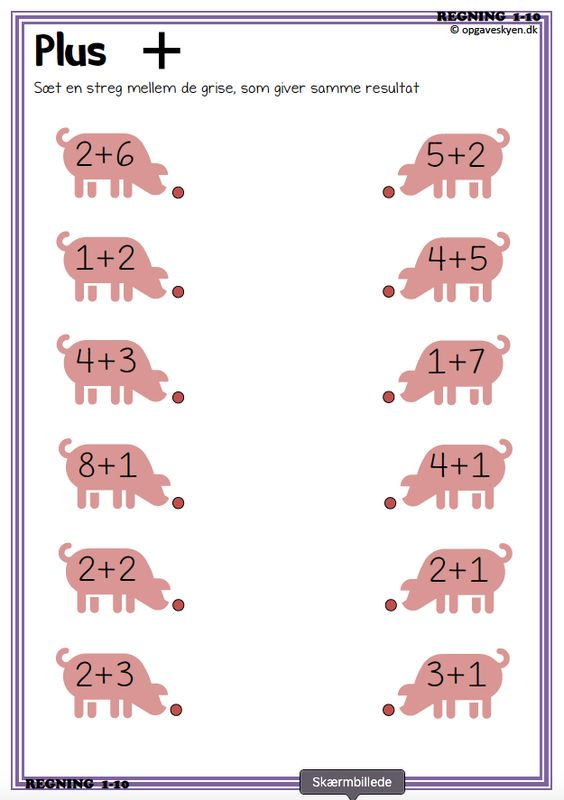 REGNING 1-10
© opgaveskyen.dk
Plus +
Sæt en streg mellem de grise, som giver samme resultat
2+6 5+2
1+2 4+5
4+3 1+7
8+1 4+1
2+2 2+1
2+3 3+1
REGNING 1-10
Skærmbillede